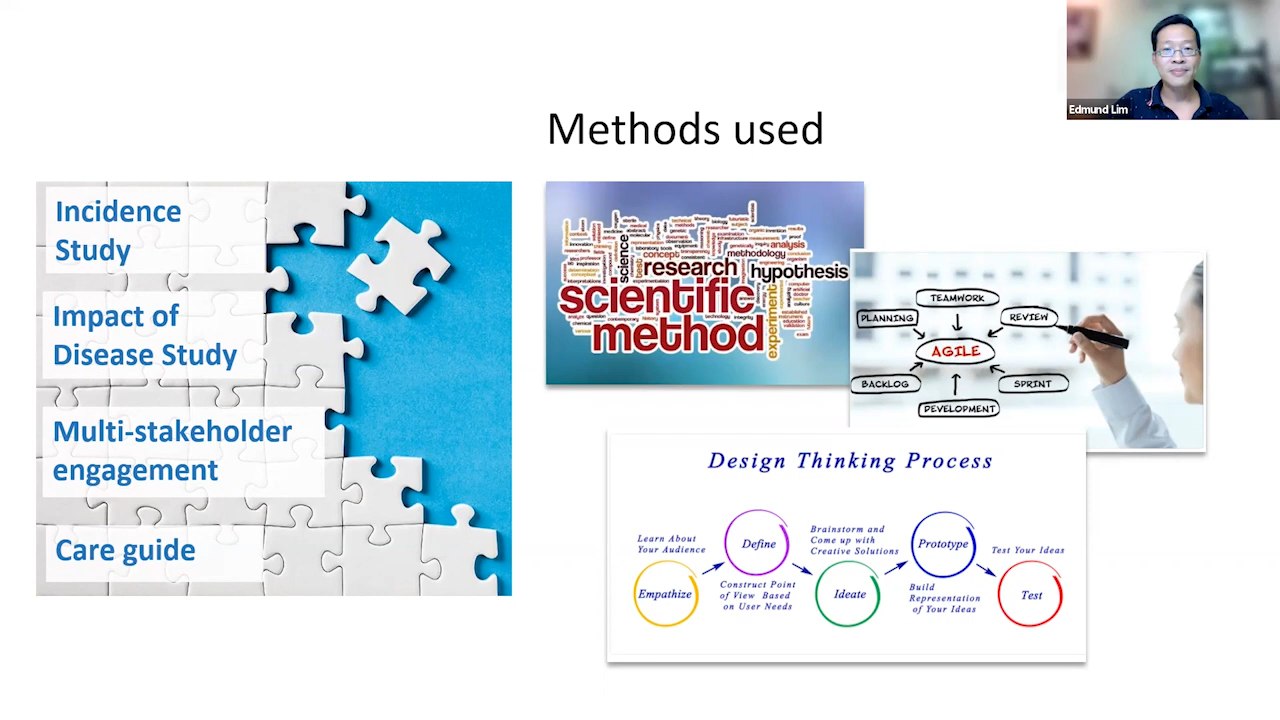 Edmund Lim
Methods used
Incidence
Study
Impact of
Disease Study
Multi-stakeholder
engagement
Care guide
science
concept
analysis
methodology
research
hypothesis
scientific
experiment
method
TEAMWORK
PLANNING
REVIEW
AGILE
BACKLOG
SPRINT
DEVELOPMENT
Design Thinking Process
Learn About
Your Audience
Empathize
Define
Construct Point
of View Based
on User Needs
Brainstorm and
Come up with
Creative Solutions
Ideate
Prototype
Build
Representation
of Your Ideas
Test Your Ideas
Test